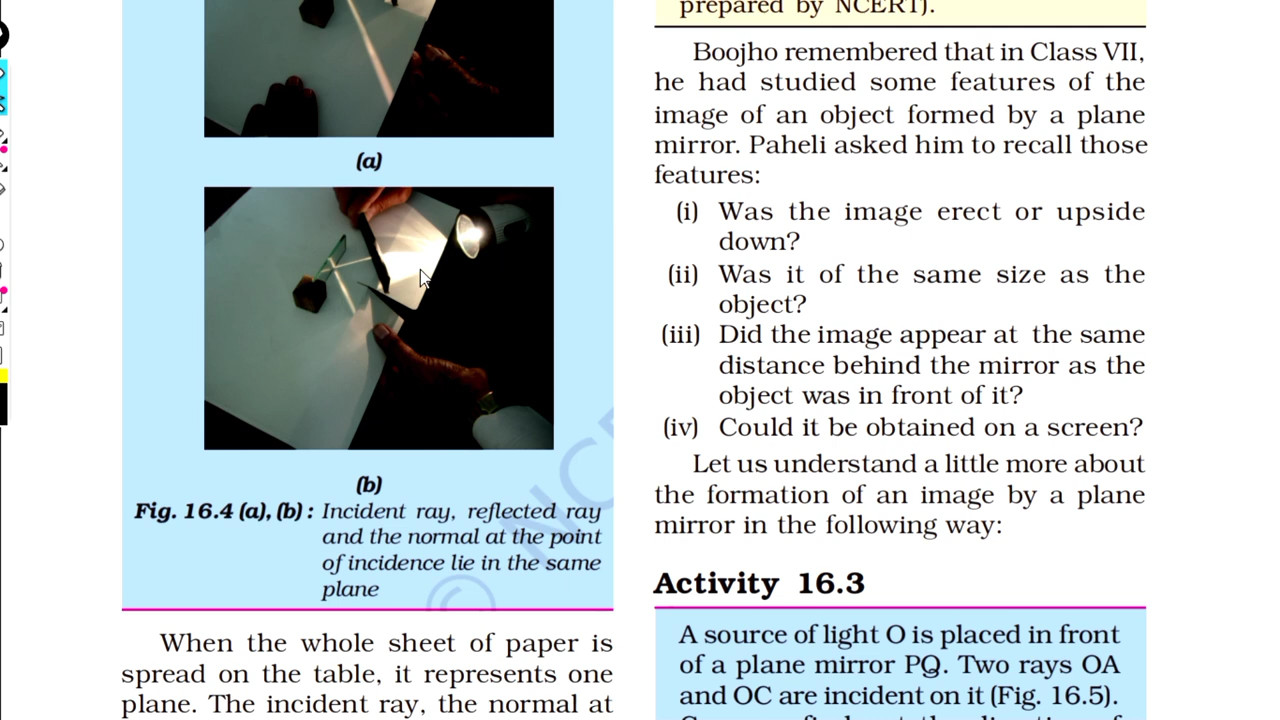 (a)
(b)
Fig. 16.4 (a), (b) : Incident ray, reflected ray
and the normal at the point
of incidence lie in the same
plane
When the whole sheet of paper is
spread on the table, it represents one
plane. The incident ray, the normal at
prepared by NCERT).
Boojho remembered that in Class VII,
he had studied some features of the
image of an object formed by a plane
mirror. Paheli asked him to recall those
features:
(i) Was the image erect or upside
down?
(ii) Was it of the same size as the
object?
(iii) Did the image appear at the same
distance behind the mirror as the
object was in front of it?
(iv) Could it be obtained on a screen?
Let us understand a little more about
the formation of an image by a plane
mirror in the following way:
Activity 16.3
A source of light O is placed in front
of a plane mirror PQ. Two rays OA
and OC are incident on it (Fig. 16.5).